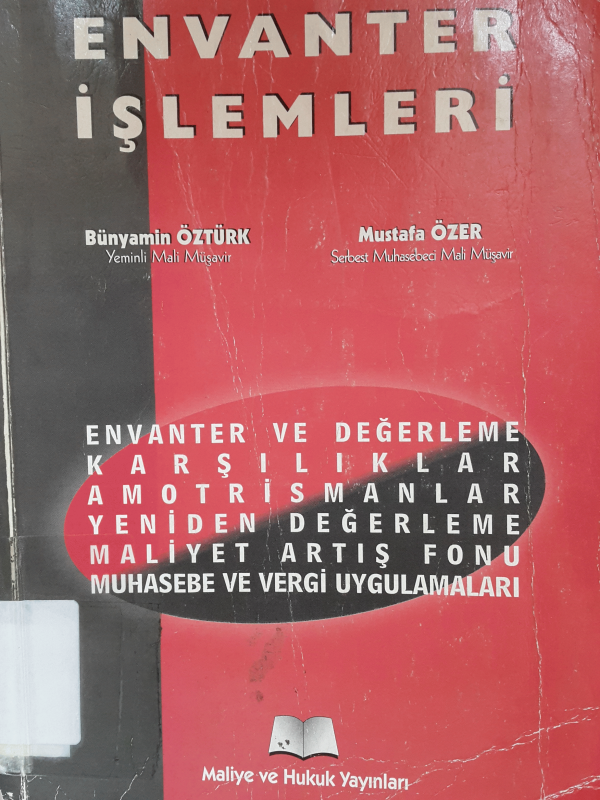 ENVANTER
İŞLEMLERİ
Bünyamin ÖZTÜRK
Yeminli Mali Müşavir
Mustafa ÖZER
Serbest Muhasebeci Mali Müşavir
ENVANTER VE DEĞERLEME
KARŞILIKLAR
AMOTRİSMANLAR
YENİDEN DEĞERLEME
MALİYET ARTIŞ FONU
MUHASEBE VE VERGİ UYGULAMALARI
Maliye ve Hukuk Yayınları